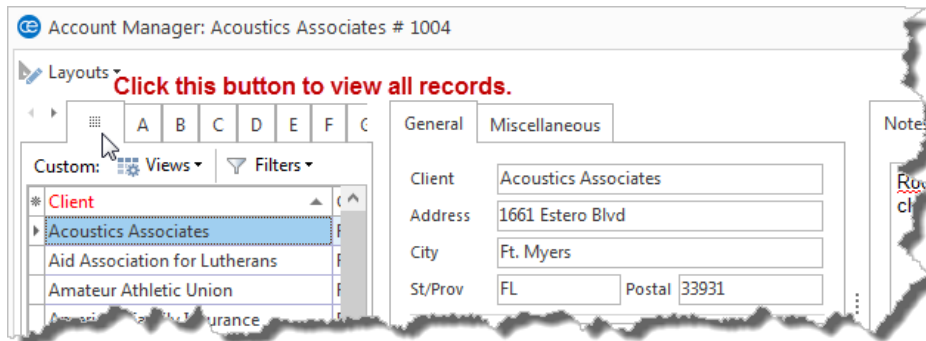 Account Manager: Acoustics Associates # 1004
Layouts
Click this button to view all records.
A B C D E F
General Miscellaneous
Custom: Views Filters
Client
Acoustics Associates
Aid Association for Lutherans
Amateur Athletic Union
Client Acoustics Associates
Address 1661 Estero Blvd
City Ft. Myers
St/Prov FL Postal 33931